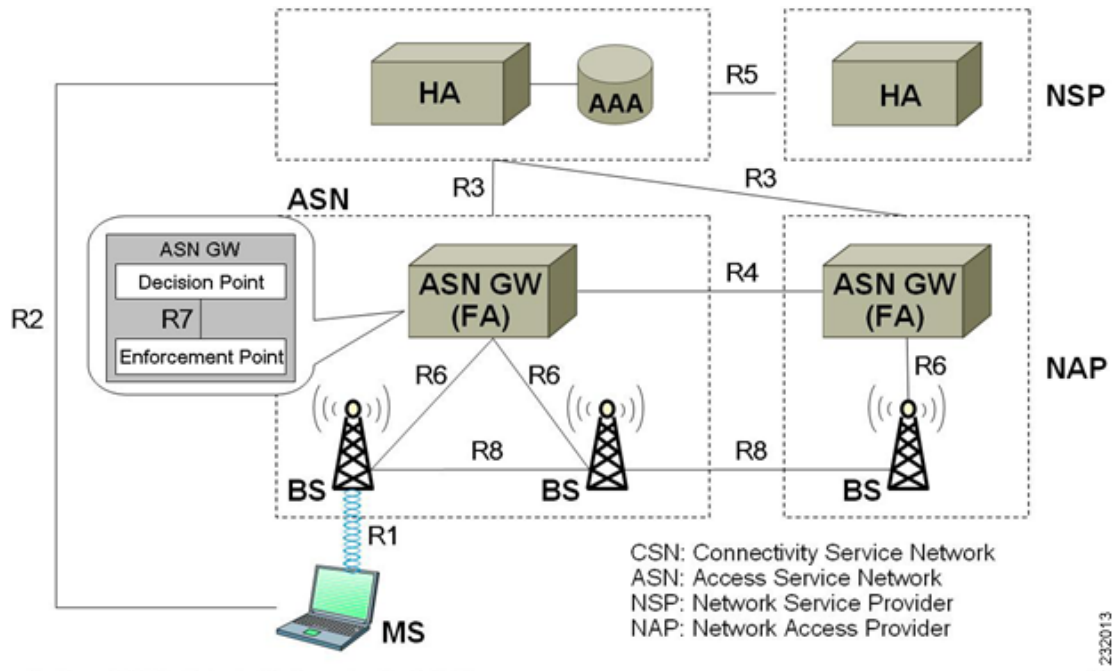 HA
AAA
R5
HA
NSP
R3
R3
ASN
ASN GW
Decision Point
R7
Enforcement Point
ASN GW
(FA)
R4
ASN GW
(FA)
R2
R6
R6
R6
NAP
R8
R8
BS
BS
BS
R1
MS
CSN: Connectivity Service Network
ASN: Access Service Network
NSP: Network Service Provider
NAP: Network Access Provider
232013